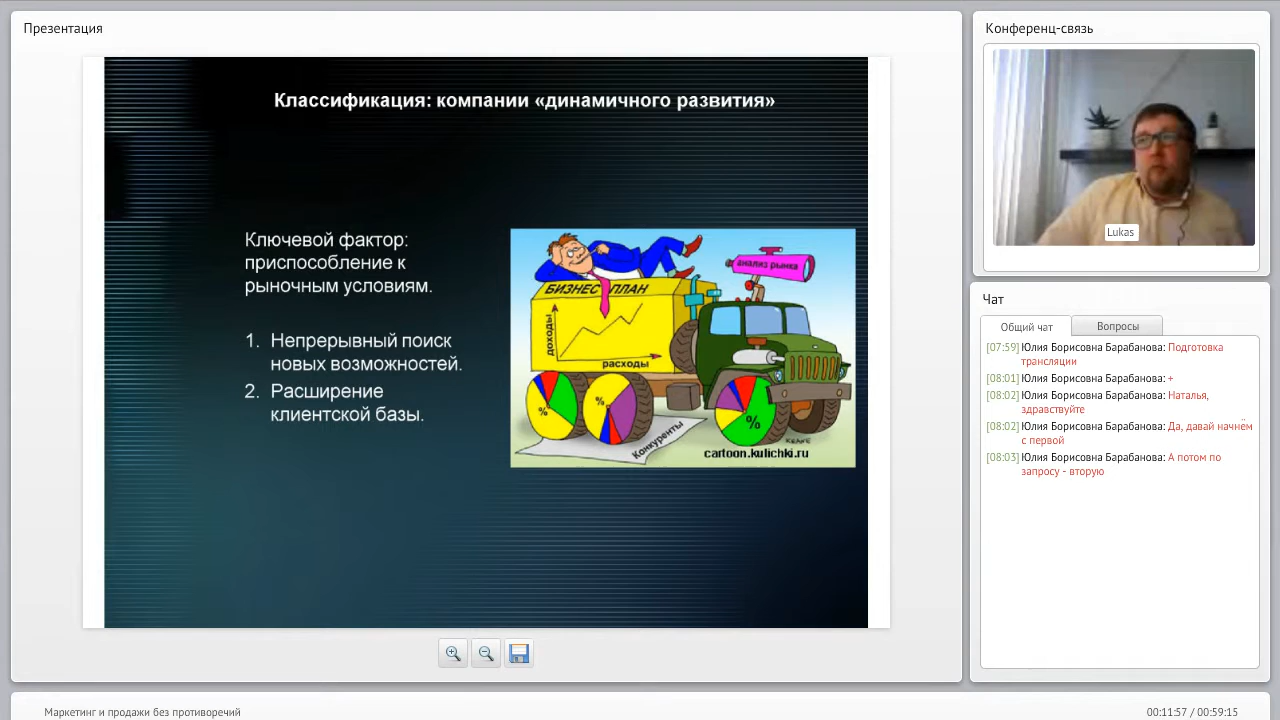 Презентация
Классификация: компании «динамичного развития»
Ключевой фактор:
приспособление к
рыночным условиям.
1. Непрерывный поиск
новых возможностей.
2. Расширение
клиентской базы.
анализ рынка
БИЗНЕС ПЛАН
доходы
расходы
%
%
%
Конкуренты
cartoon.kulichki.ru
Конференц-связь
Lukas
Чат
Общий чат
Вопросы
[07:59] Юлия Борисовна Барабанова: Подготовка
трансляции
[08:01] Юлия Борисовна Барабанова: +
[08:02] Юлия Борисовна Барабанова: Наталья,
здравствуйте
[08:02] Юлия Борисовна Барабанова: Да, давай начнём
с первой
[08:03] Юлия Борисовна Барабанова: А потом по
запросу - вторую
Маркетинг и продажи без противоречий
00:11:57 / 00:59:15